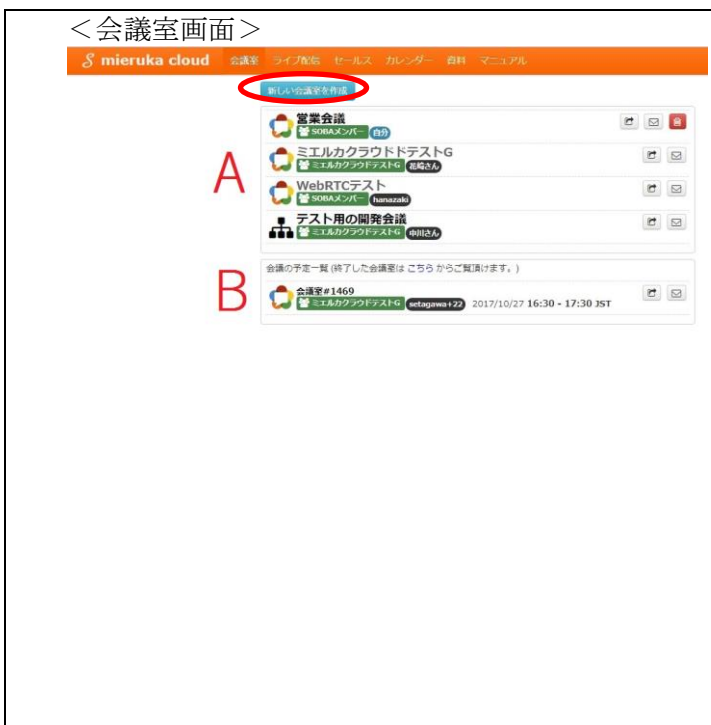 ＜会議室画面＞
mieruka cloud 会議室 ライブ配信 セールス カレンダー 資料 マニュアル
新しい会議室を作成
営業会議
SOBAメンバー 自分
A
ミエルカクラウドドテストG
ミエルカクラウドFテストG 花崎さん
WebRTCテスト
SOBAメンバー hanazaki
テスト用の開発会議
ミエルカクラウドFテストG 中川さん
会議の予定一覧 (終了した会議室は こちら からご覧頂けます。)
B
会議室#1469
ミエルカクラウドFテストG setagawa+22 2017/10/27 16:30 - 17:30 JST